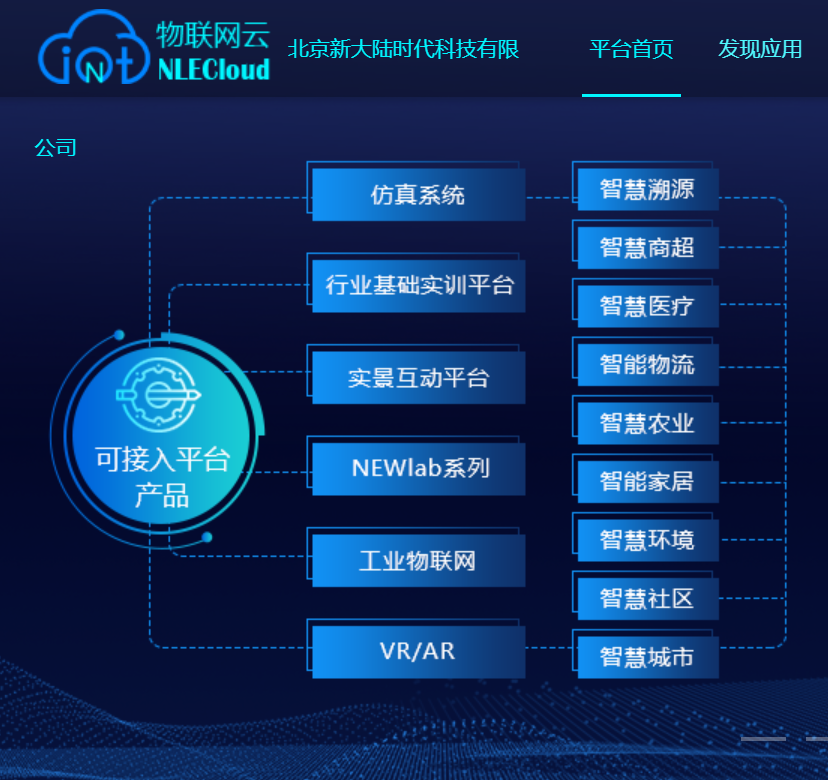 物联网云
NLECloud
iNt
北京新大陆时代科技有限
公司
平台首页
发现应用
可接入平台
产品
仿真系统
行业基础实训平台
实景互动平台
NEWlab系列
工业物联网
VR/AR
智慧溯源
智慧商超
智慧医疗
智能物流
智慧农业
智能家居
智慧环境
智慧社区
智慧城市